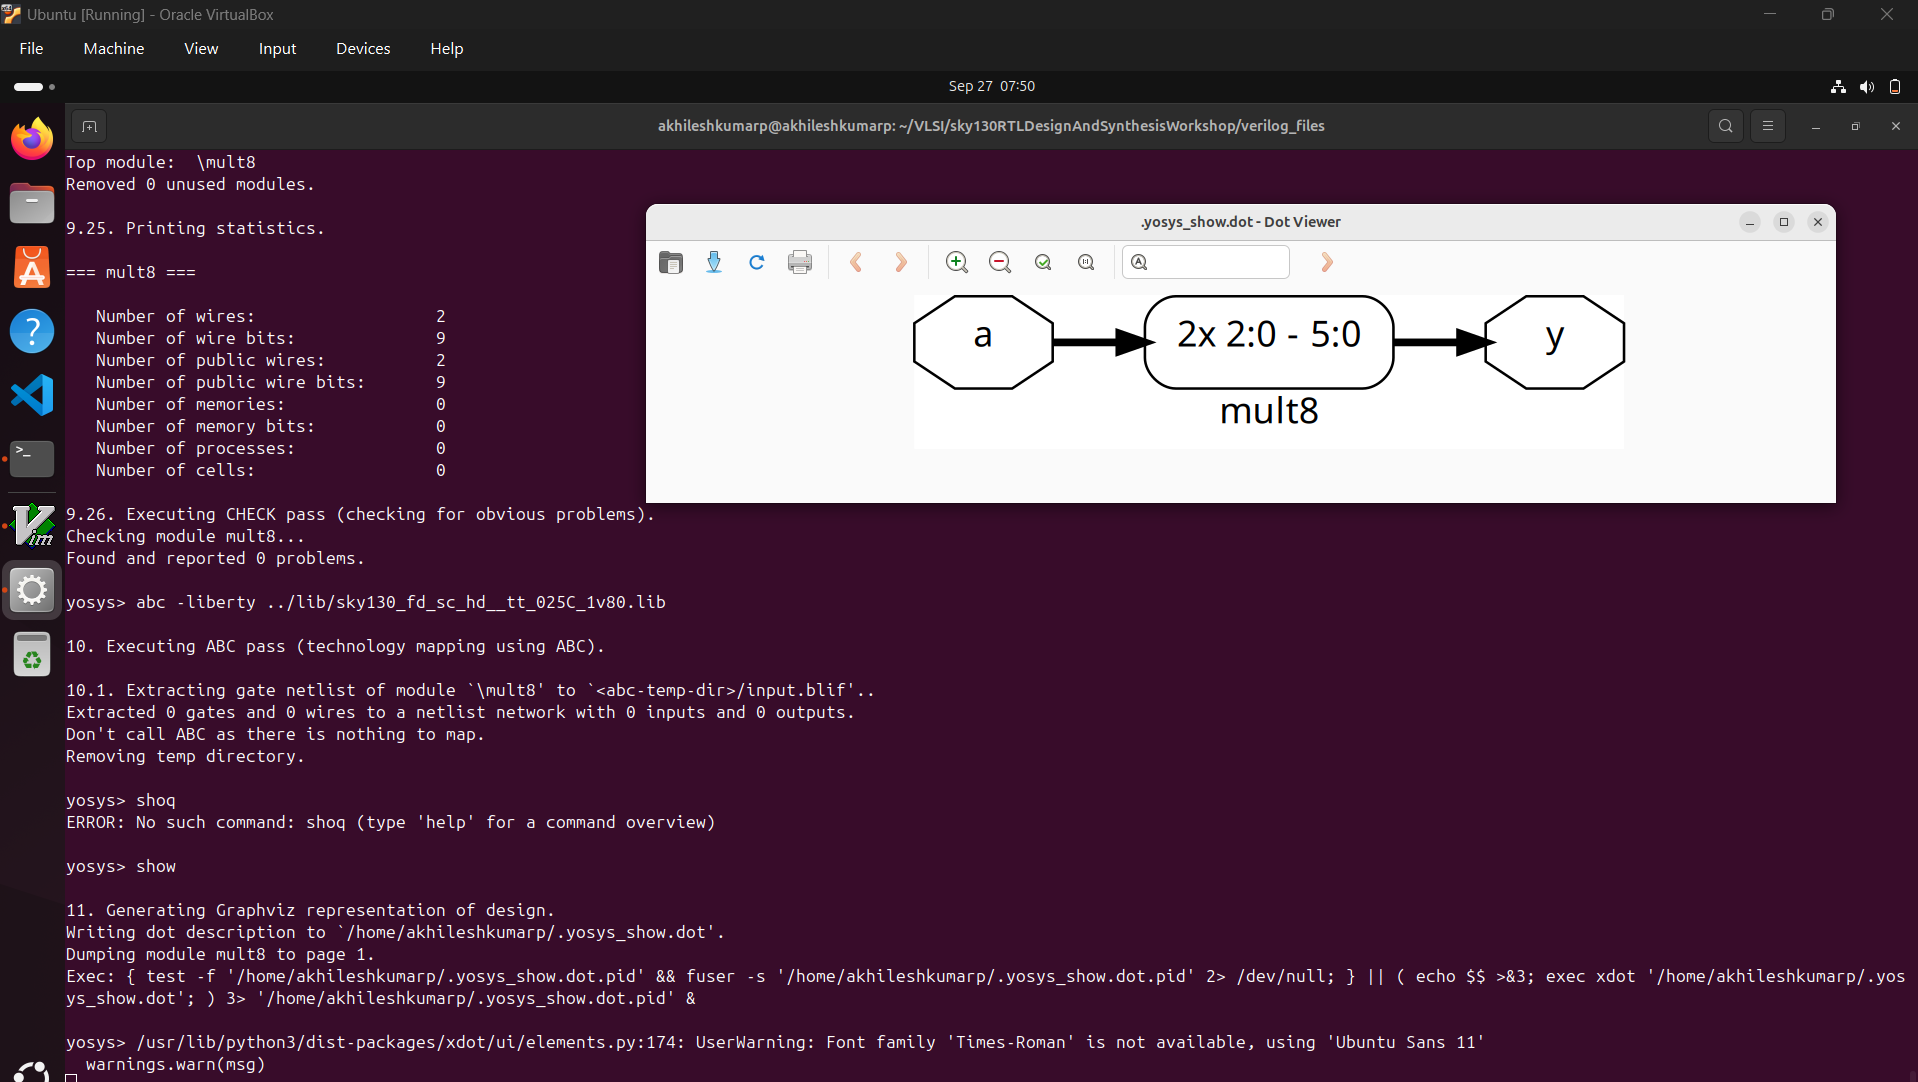 Ubuntu [Running] - Oracle VirtualBox
File Machine View Input Devices Help
Sep 27 07:50
akhileshkumarp@akhileshkumarp: ~/VLSI/sky130RTLDesignAndSynthesisWorkshop/verilog_files
Top module:  \mult8
Removed 0 unused modules.
9.25. Printing statistics.
=== mult8 ===
Number of wires: 2
Number of wire bits: 9
Number of public wires: 2
Number of public wire bits: 9
Number of memories: 0
Number of memory bits: 0
Number of processes: 0
Number of cells: 0
9.26. Executing CHECK pass (checking for obvious problems).
Checking module mult8...
Found and reported 0 problems.
yosys> abc -liberty ../lib/sky130_fd_sc_hd__tt_025C_1v80.lib
10. Executing ABC pass (technology mapping using ABC).
10.1. Extracting gate netlist of module `\mult8' to `<abc-temp-dir>/input.blif'..
Extracted 0 gates and 0 wires to a netlist network with 0 inputs and 0 outputs.
Don't call ABC as there is nothing to map.
Removing temp directory.
yosys> shoq
ERROR: No such command: shoq (type 'help' for a command overview)
yosys> show
11. Generating Graphviz representation of design.
Writing dot description to `/home/akhileshkumarp/.yosys_show.dot'.
Dumping module mult8 to page 1.
Exec: { test -f '/home/akhileshkumarp/.yosys_show.dot.pid' && fuser -s '/home/akhileshkumarp/.yosys_show.dot.pid' 2> /dev/null; } || ( echo $$ >&3; exec xdot '/home/akhileshkumarp/.yos
ys_show.dot'; ) 3> '/home/akhileshkumarp/.yosys_show.dot.pid' &
yosys> /usr/lib/python3/dist-packages/xdot/ui/elements.py:174: UserWarning: Font family 'Times-Roman' is not available, using 'Ubuntu Sans 11'
warnings.warn(msg)
.yosys_show.dot - Dot Viewer
a
2x 2:0 - 5:0
y
mult8
Vim